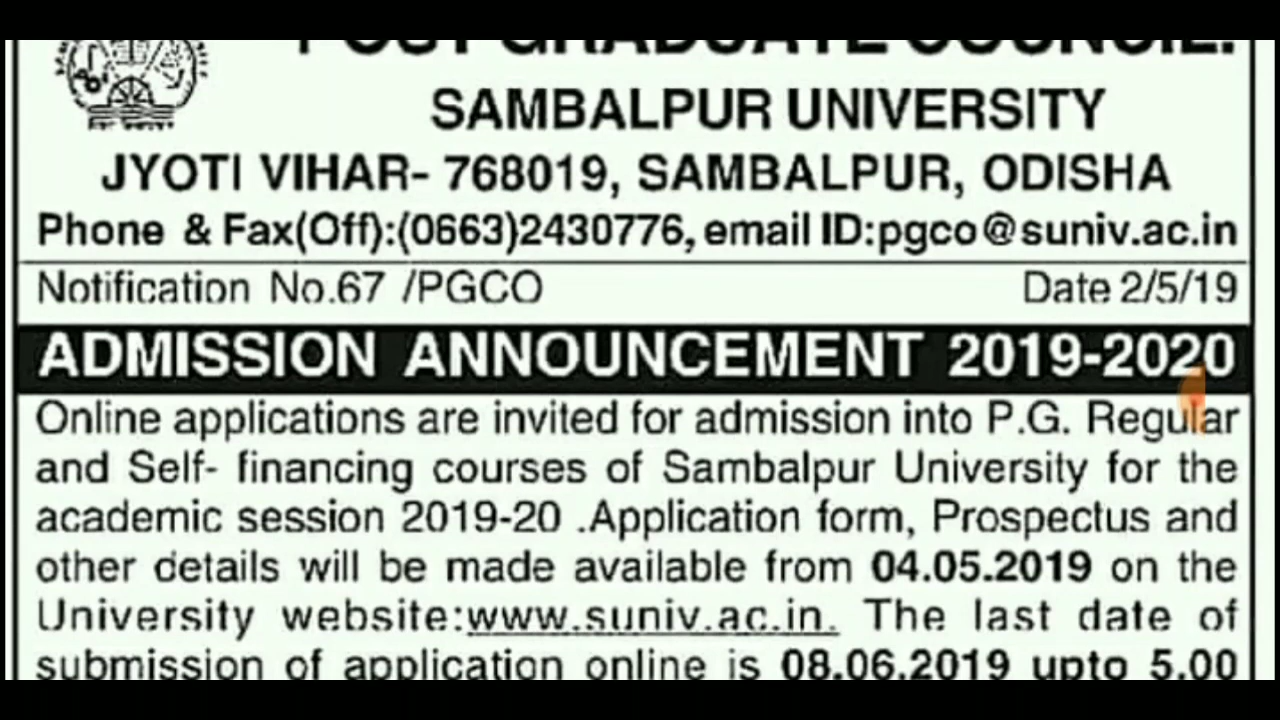 POST GRADUATE COUNCIL
SAMBALPUR UNIVERSITY
JYOTI VIHAR- 768019, SAMBALPUR, ODISHA
Phone & Fax(Off):(0663)2430776, email ID:pgco@suniv.ac.in
Notification No.67 /PGCO Date 2/5/19
ADMISSION ANNOUNCEMENT 2019-2020
Online applications are invited for admission into P.G. Regular
and Self- financing courses of Sambalpur University for the
academic session 2019-20 .Application form, Prospectus and
other details will be made available from 04.05.2019 on the
University website:www.suniv.ac.in. The last date of
submission of application online is 08.06.2019 upto 5.00